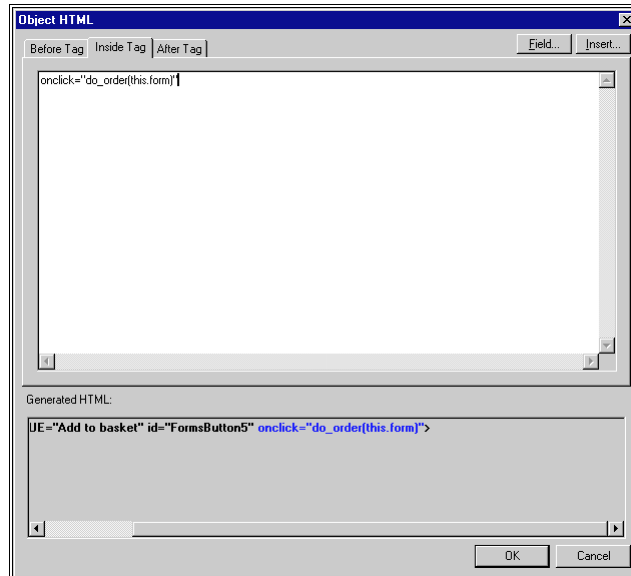 Object HTML
Field... Insert...
Before Tag Inside Tag After Tag
onclick="do_order(this.form)"
Generated HTML:
UE="Add to basket" id="FormsButton5" onclick="do_order(this.form)">
OK Cancel